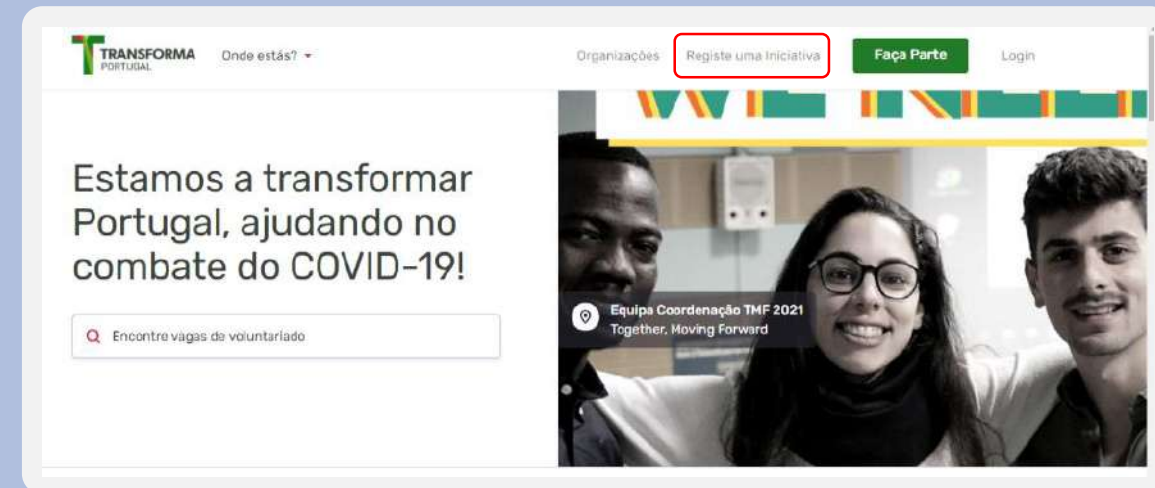 TRANSFORMA
PORTUGAL
Onde estás?
Organizações
Registe uma Iniciativa
Faça Parte
Login
Estamos a transformar
Portugal, ajudando no
combate do COVID-19!
Encontre vagas de voluntariado
Equipa Coordenação TMF 2021
Together, Moving Forward